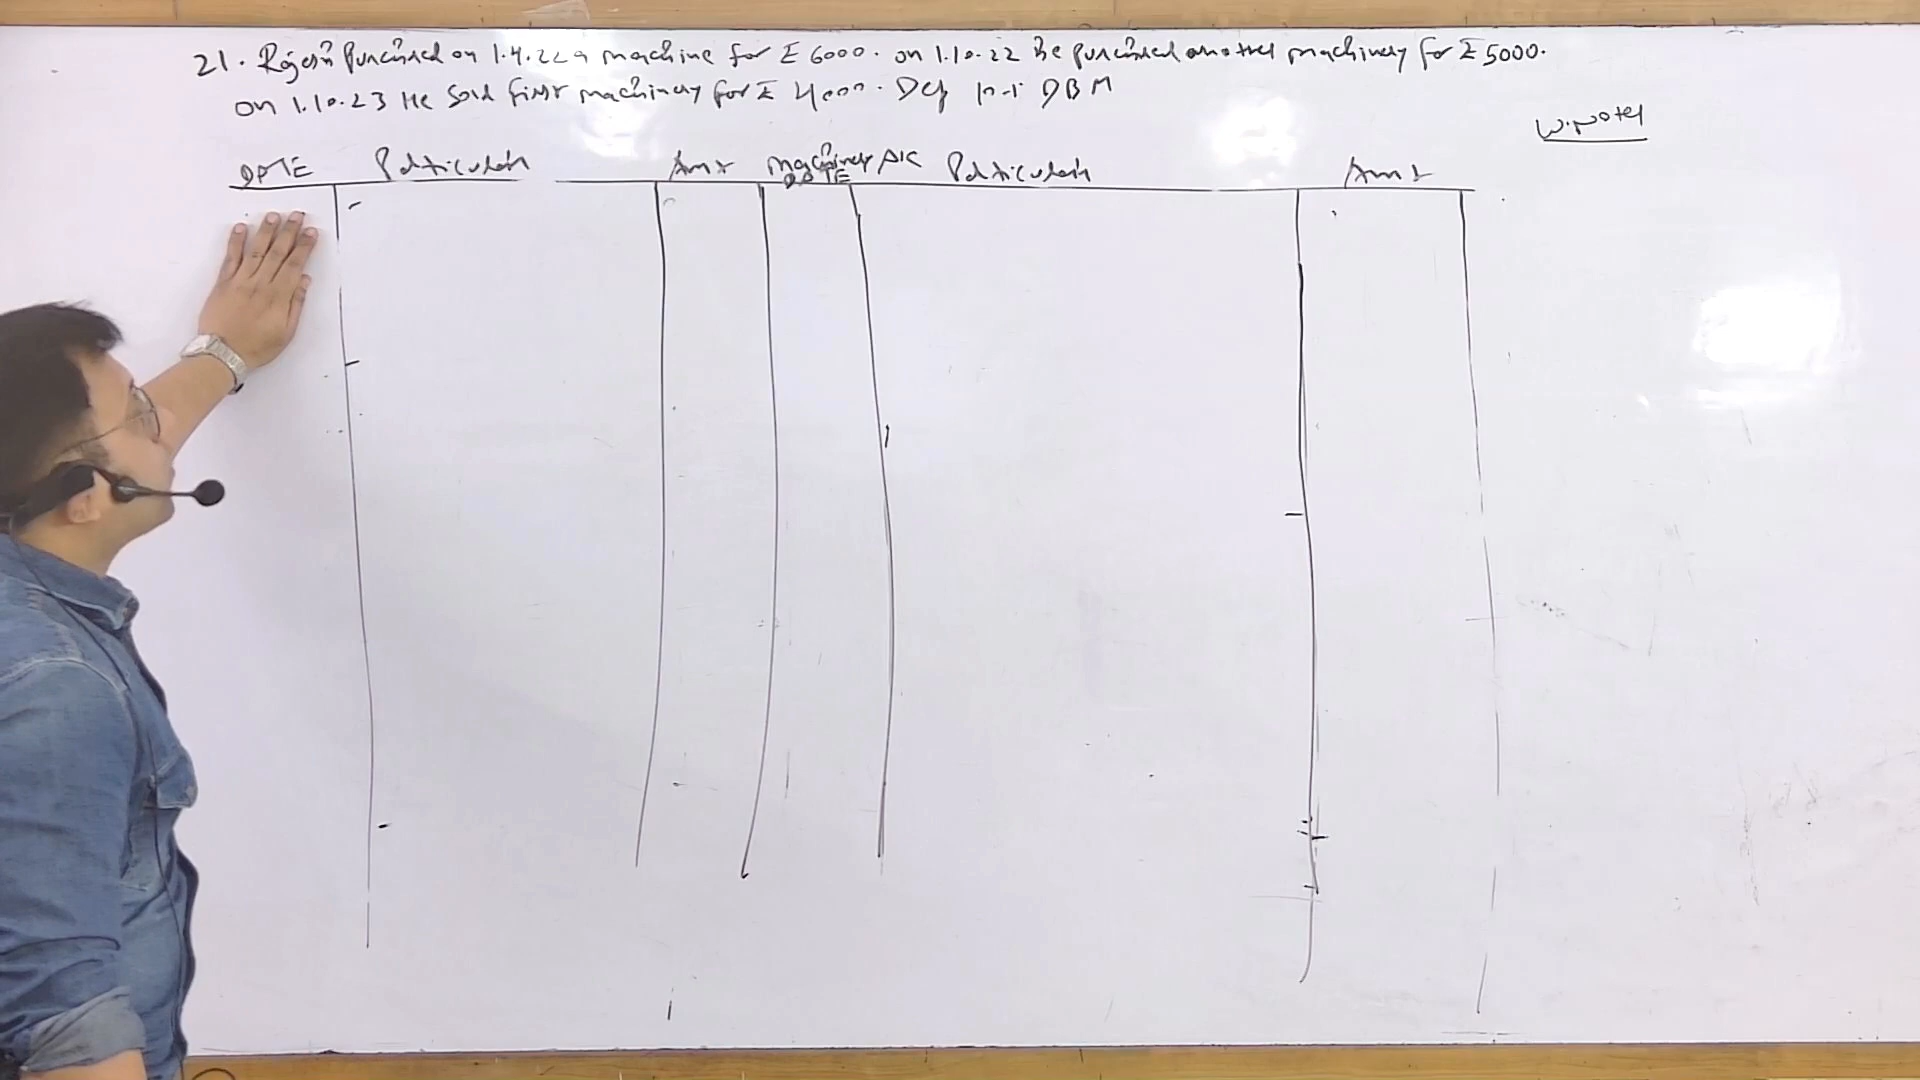 21. Rajesh Purchased on 1.4.22 a machine for ₹ 6000. on 1.10.22 he purchased another machinery for ₹ 5000.
on 1.10.23 He sold first machinery for ₹ 4000. Dep 10% DBM
W. Notes
Machinery A/c
DATE Particulars Amt DATE Particulars Amt